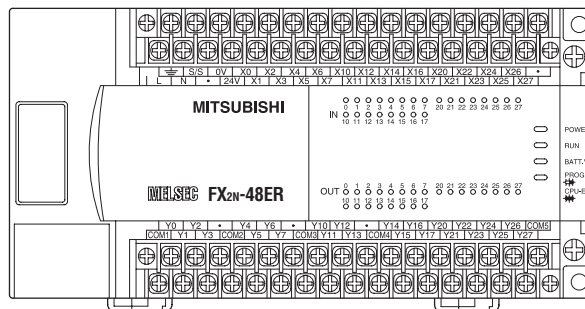 S/S 0V X0 X2 X4 X6 X10 X12 X14 X16 X20 X22 X24 X26 •
L N • 24V X1 X3 X5 X7 X11 X13 X15 X17 X21 X23 X25 X27
MITSUBISHI
0 1 2 3 4 5 6 7 20 21 22 23 24 25 26 27
IN
10 11 12 13 14 15 16 17
POWE
RUN
BATT.V
PROG
CPU-E
MELSEC FX2N-48ER
0 1 2 3 4 5 6 7 20 21 22 23 24 25 26 27
OUT
10 11 12 13 14 15 16 17
Y0 Y2 • Y4 Y6 • Y10 Y12 • Y14 Y16 Y20 Y22 Y24 Y26 COM5
COM1 Y1 Y3 COM2 Y5 Y7 COM3 Y11 Y13 COM4 Y15 Y17 Y21 Y23 Y25 Y27